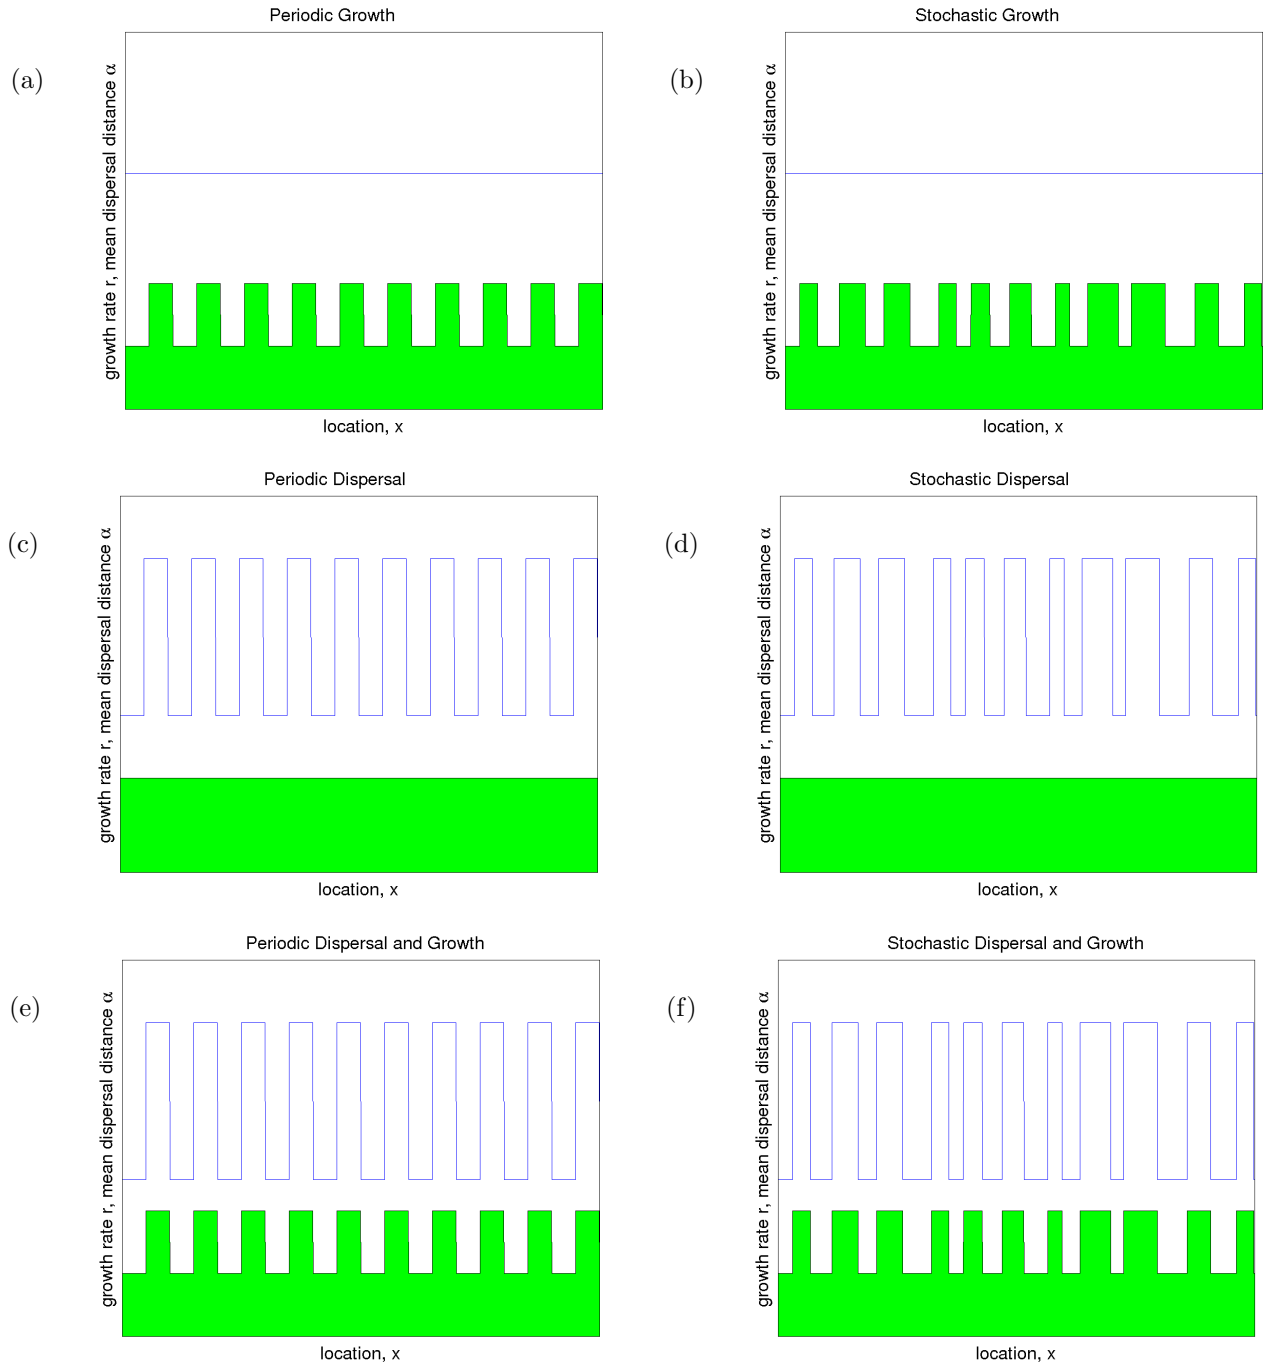 Periodic Growth
(a)
growth rate r, mean dispersal distance α
location, x
Stochastic Growth
(b)
growth rate r, mean dispersal distance α
location, x
Periodic Dispersal
(c)
growth rate r, mean dispersal distance α
location, x
Stochastic Dispersal
(d)
growth rate r, mean dispersal distance α
location, x
Periodic Dispersal and Growth
(e)
growth rate r, mean dispersal distance α
location, x
Stochastic Dispersal and Growth
(f)
growth rate r, mean dispersal distance α
location, x